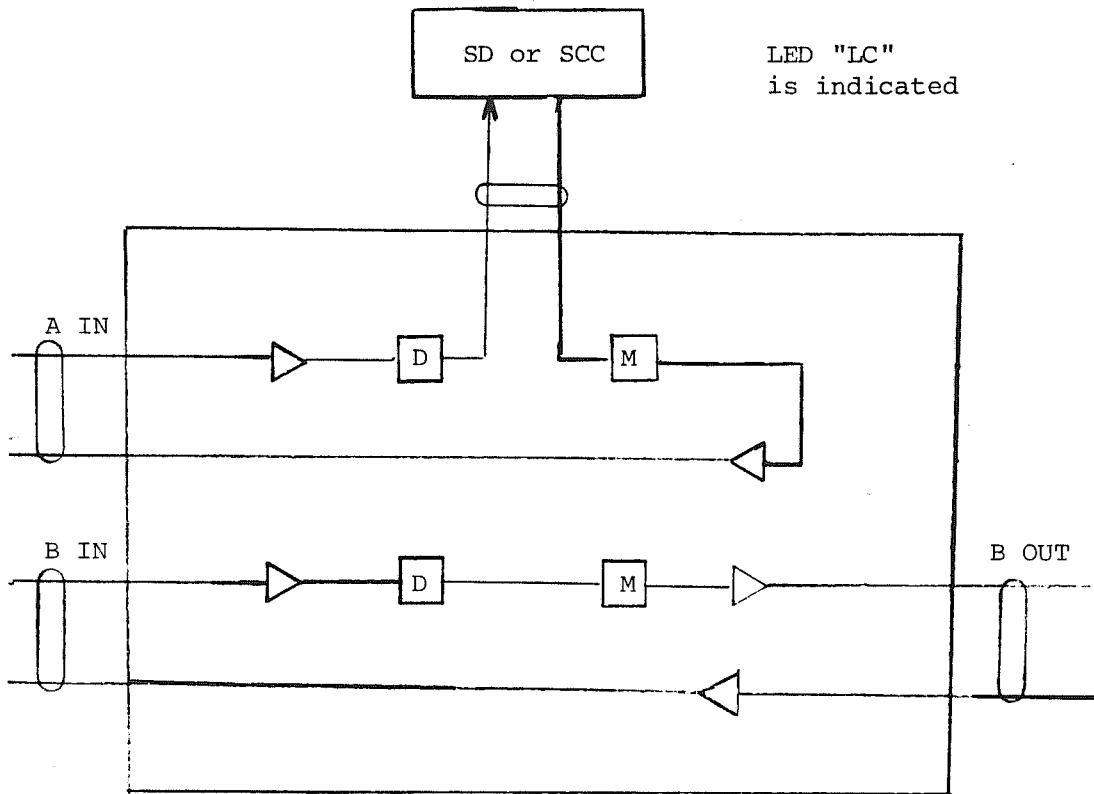 SD or SCC
LED "LC"
is indicated
A IN
D
M
B IN
D
M
B OUT